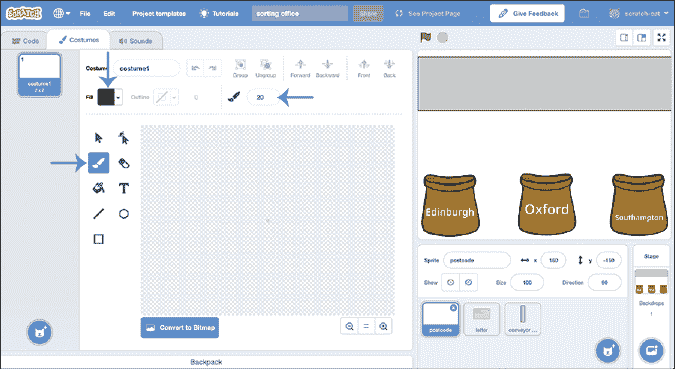 SCRATCH File Edit Project templates Tutorials sorting office Share See Project Page Give Feedback scratch-cat
Code Costumes Sounds
1
costume1
2 x 2
Costume costume1 Group Ungroup Forward Backward Front Back
Fill Outline 0 20
Convert to Bitmap
Backpack
Edinburgh Oxford Southampton
Sprite postcode x 150 y -150
Show Size 100 Direction 90
postcode letter conveyor ...
Stage
Backdrops
1